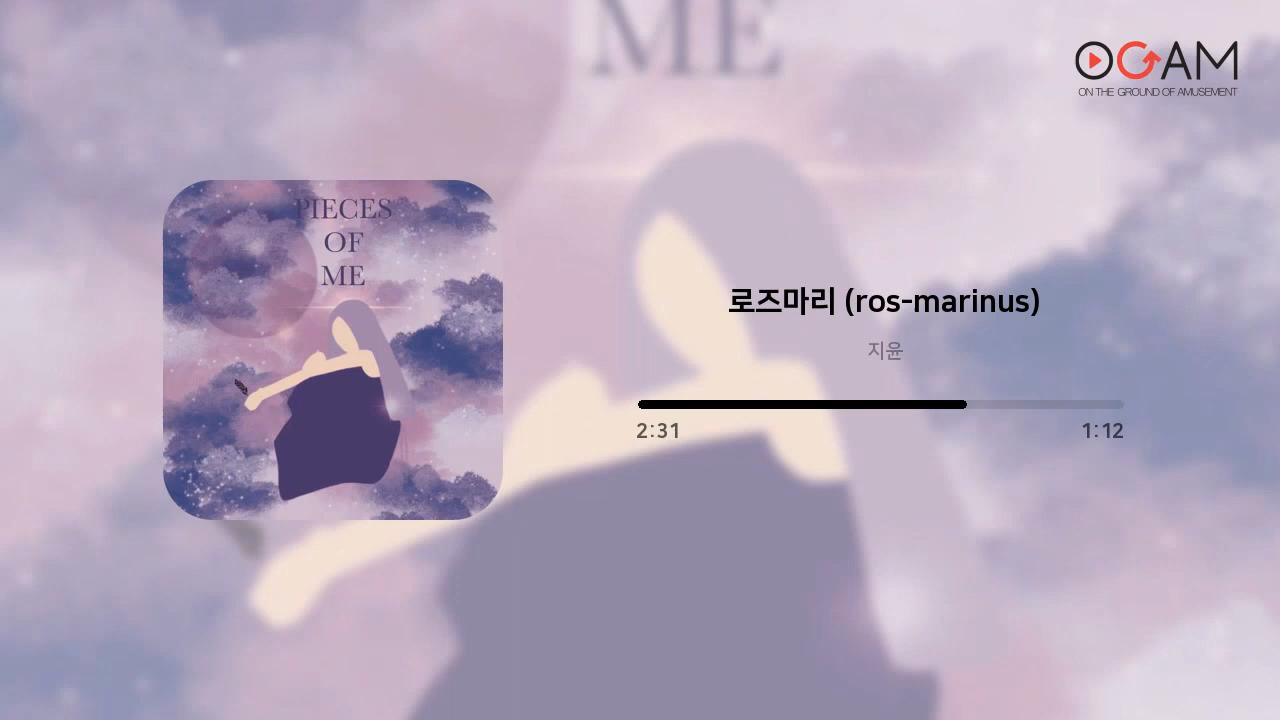 ME
OGAM
ON THE GROUND OF AMUSEMENT
PIECES
OF
ME
로즈마리 (ros-marinus)
지윤
2:31
1:12